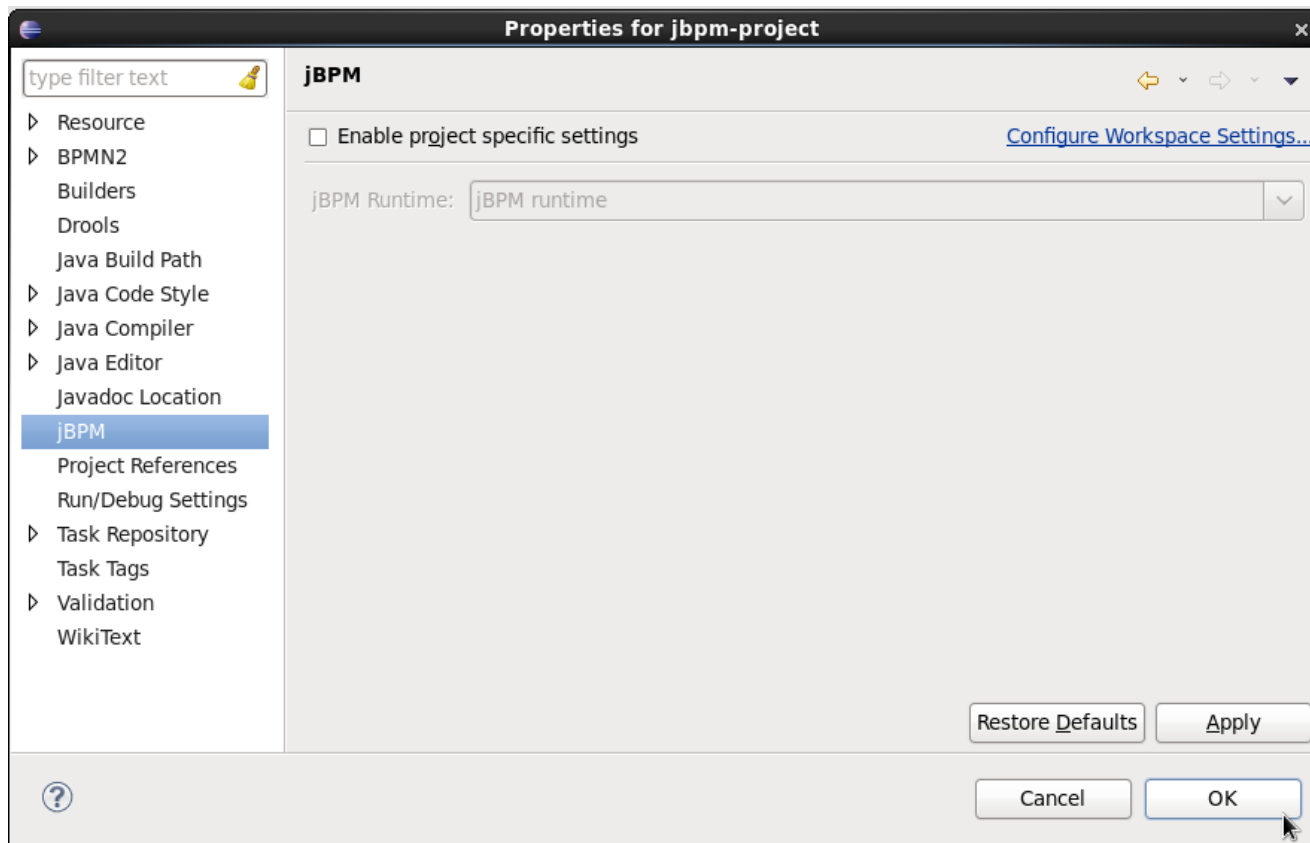 Properties for jbpm-project
type filter text
Resource
BPMN2
Builders
Drools
Java Build Path
Java Code Style
Java Compiler
Java Editor
Javadoc Location
jBPM
Project References
Run/Debug Settings
Task Repository
Task Tags
Validation
WikiText
jBPM
Enable project specific settings
Configure Workspace Settings...
jBPM Runtime: jBPM runtime
Restore Defaults Apply
? Cancel OK